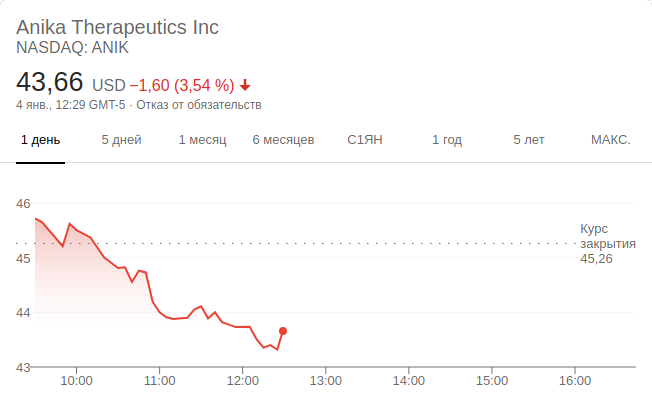 Anika Therapeutics Inc
NASDAQ: ANIK
43,66 USD −1,60 (3,54 %)
4 янв., 12:29 GMT-5 · Отказ от обязательств
1 день 5 дней 1 месяц 6 месяцев С1ЯН 1 год 5 лет МАКС.
46
45
44
43
Курс
закрытия
45,26
10:00 11:00 12:00 13:00 14:00 15:00 16:00